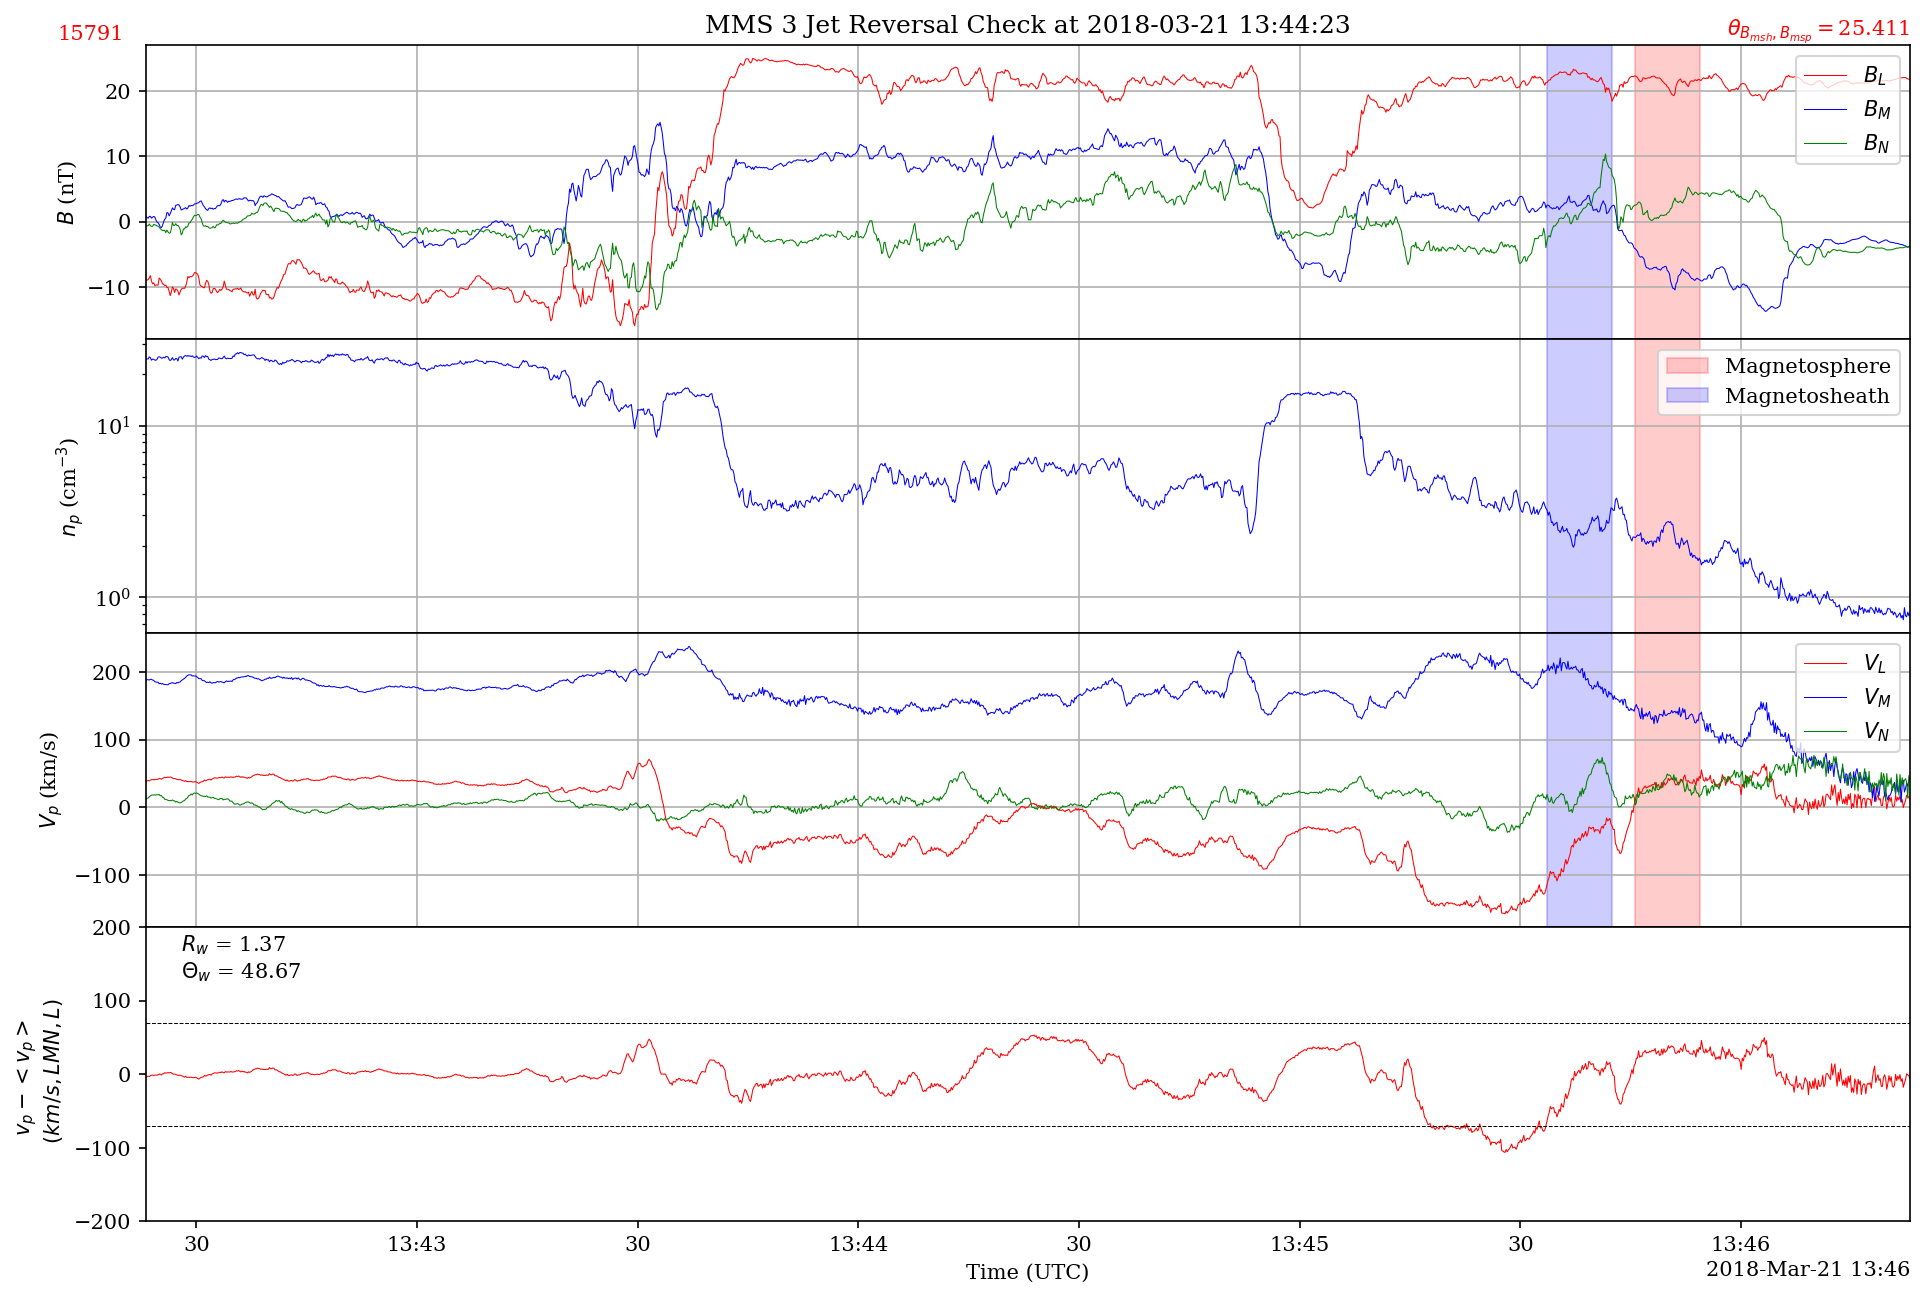 15791
MMS 3 Jet Reversal Check at 2018-03-21 13:44:23
θ_{B_{msh}, B_{msp}} = 25.411
20
10
0
−10
B (nT)
B_L
B_M
B_N
10^1
10^0
n_p (cm^{−3})
Magnetosphere
Magnetosheath
200
100
0
−100
V_p (km/s)
V_L
V_M
V_N
200
100
0
−100
−200
v_p − < v_p >
(km/s, LMN, L)
R_w = 1.37
Θ_w = 48.67
30
13:43
30
13:44
30
13:45
30
13:46
Time (UTC)
2018-Mar-21 13:46